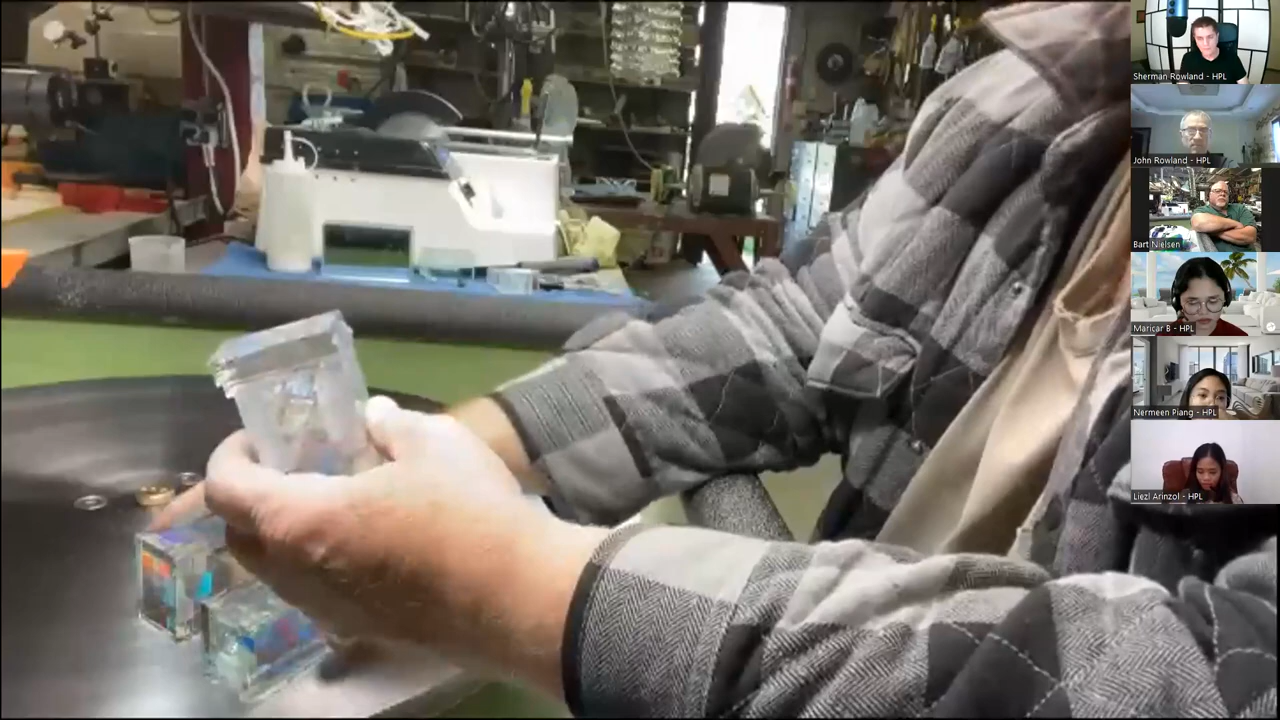 Sherman Rowland - HPL
John Rowland - HPL
Bart Nielsen
Maricar B - HPL
Nermeen Piang - HPL
Liezl Arinzol - HPL